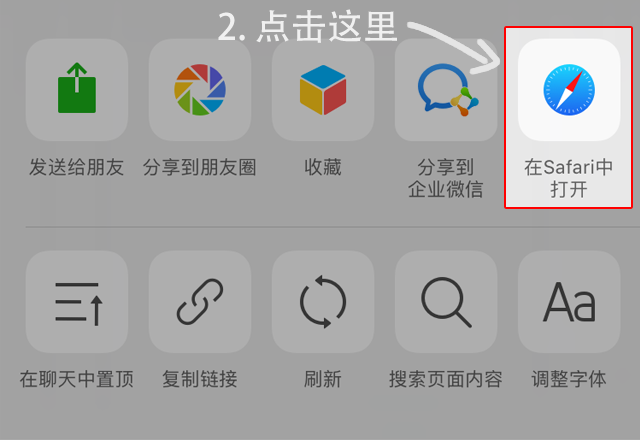 2. 点击这里
发送给朋友
分享到朋友圈
收藏
分享到
企业微信
在Safari中
打开
Aa
在聊天中置顶
复制链接
刷新
搜索页面内容
调整字体